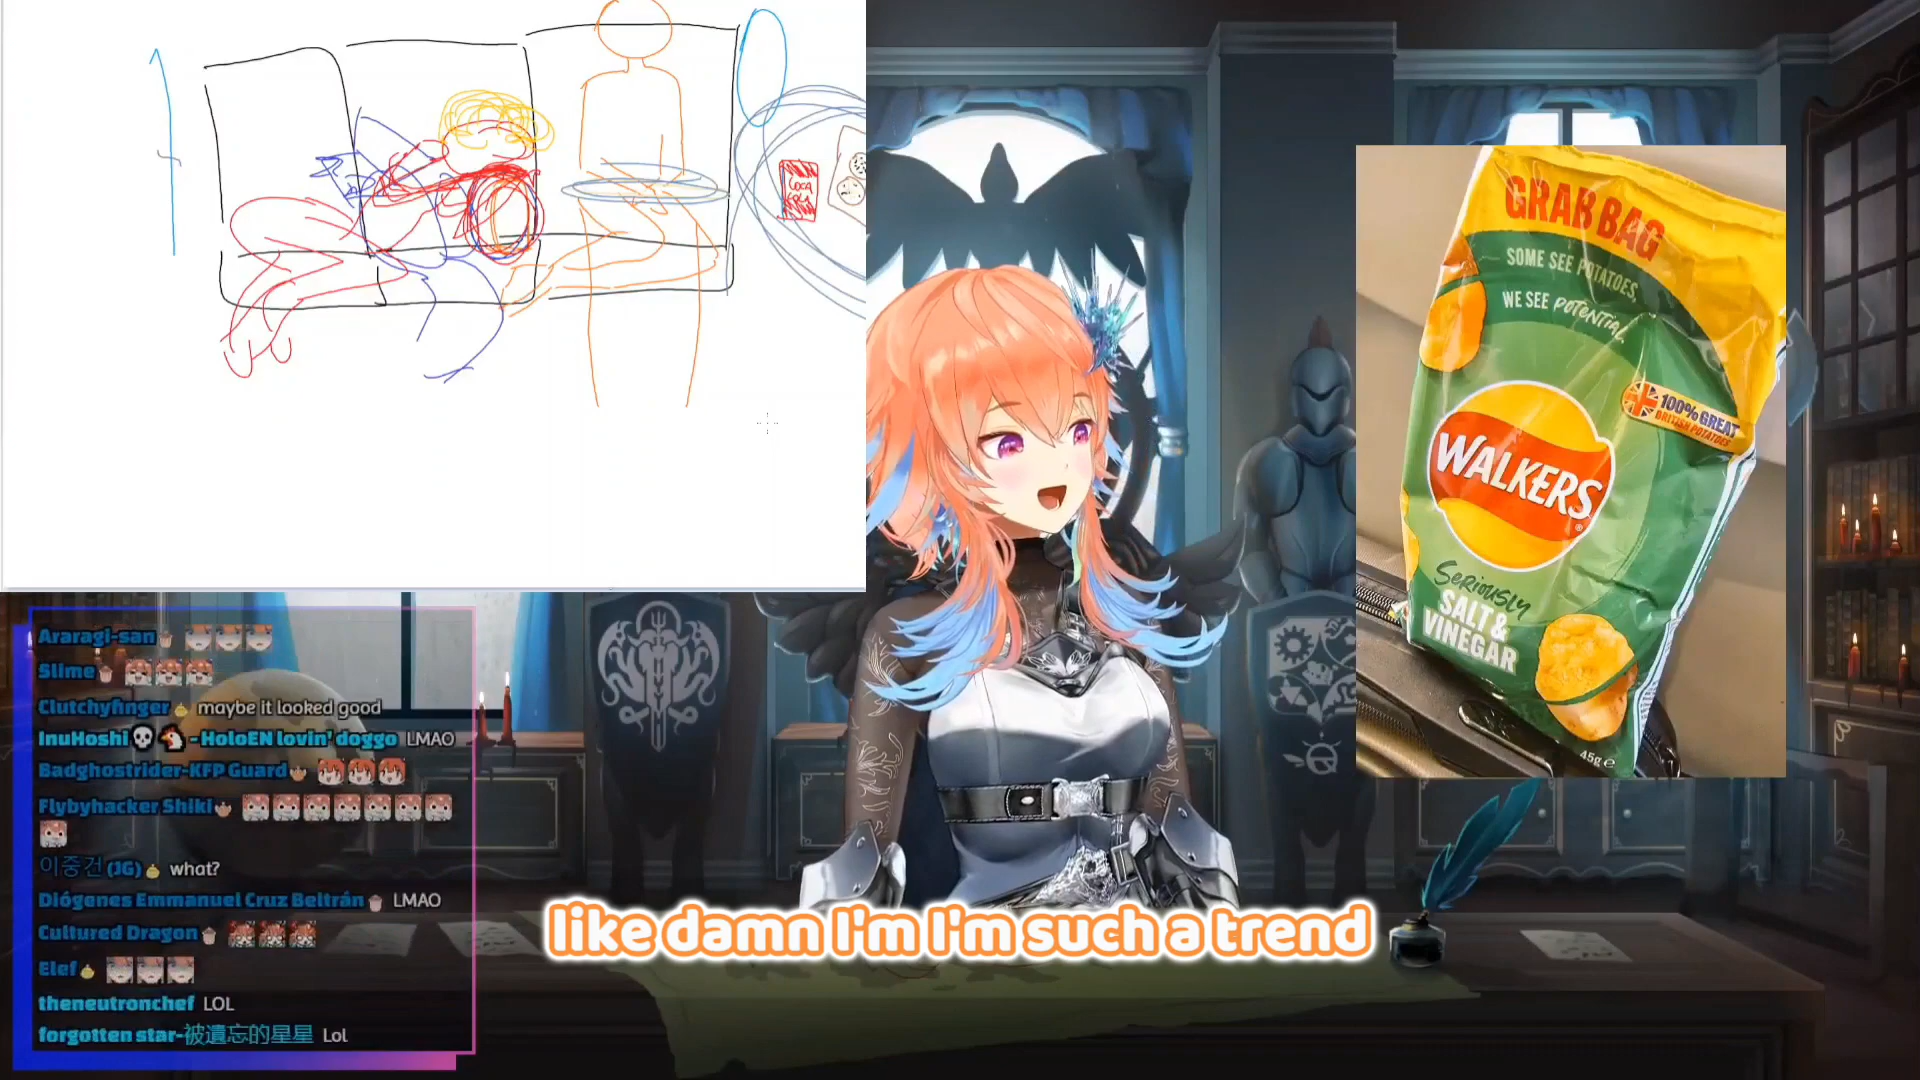 COCA
COLA
GRAB BAG
SOME SEE POTATOES,
WE SEE POTENTIAL
100% GREAT
BRITISH POTATOES
WALKERS
SERIOUSLY
SALT &
VINEGAR
45g e
Araragi-san
Slime
Clutchyfinger maybe it looked good
InuHoshi💀🐔-HoloEN lovin' doggo LMAO
Badghostrider-KFP Guard
Flybyhacker Shiki
이중건 (JG) what?
Diógenes Emmanuel Cruz Beltrán LMAO
Cultured Dragon
Elef
theneutronchef LOL
forgotten star-被遺忘的星星 Lol
like damn I'm I'm such a trend